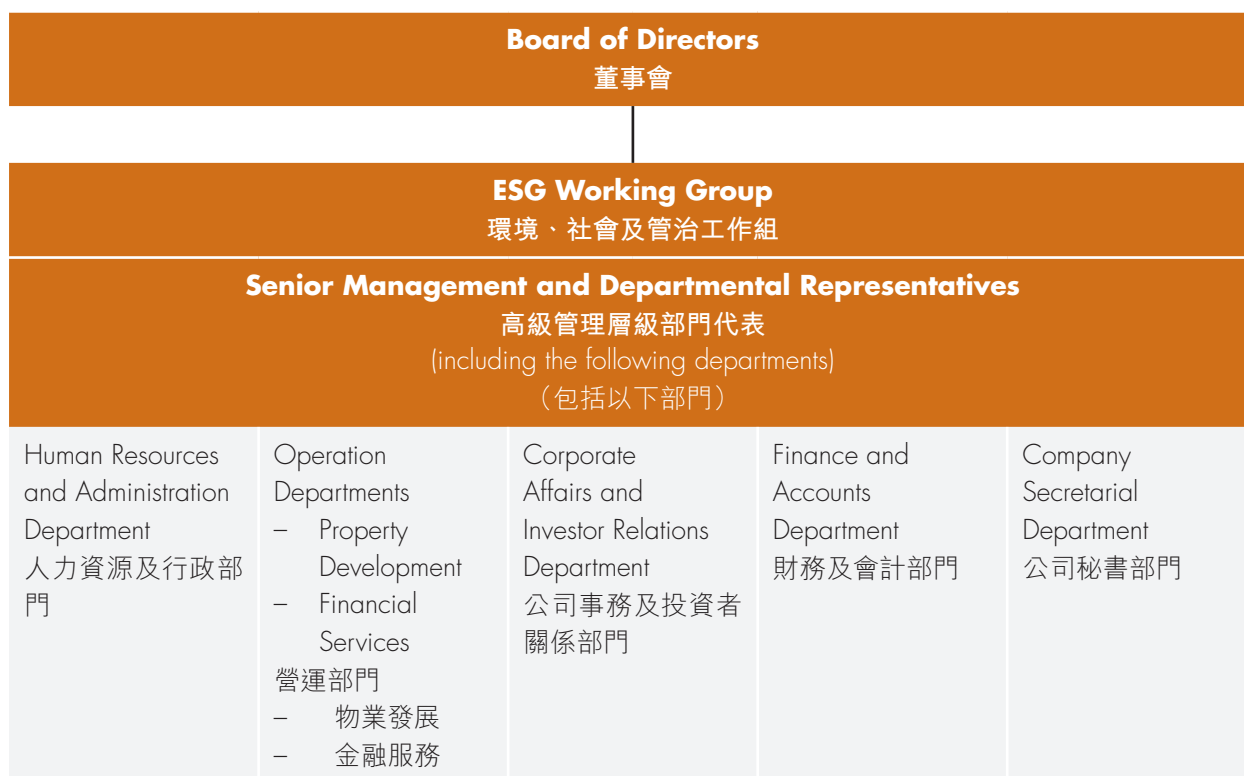 Board of Directors
董事會
ESG Working Group
環境、社會及管治工作組
Senior Management and Departmental Representatives
高級管理層級部門代表
(including the following departments)
（包括以下部門）
Human Resources
and Administration
Department
人力資源及行政部
門
Operation
Departments
– Property
Development
– Financial
Services
營運部門
– 物業發展
– 金融服務
Corporate
Affairs and
Investor Relations
Department
公司事務及投資者
關係部門
Finance and
Accounts
Department
財務及會計部門
Company
Secretarial
Department
公司秘書部門